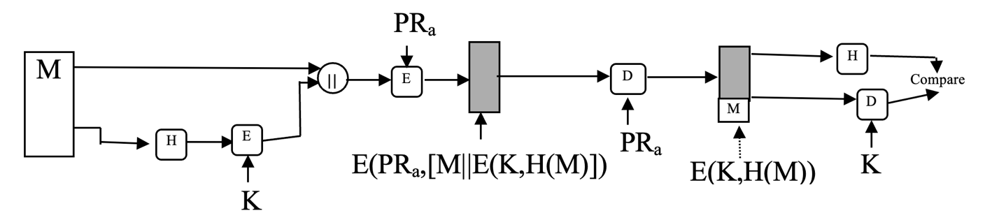 PRa
M
||
E
H
E
K
E(PRa,[M||E(K,H(M)])
D
PRa
M
E(K,H(M))
H
Compare
D
K